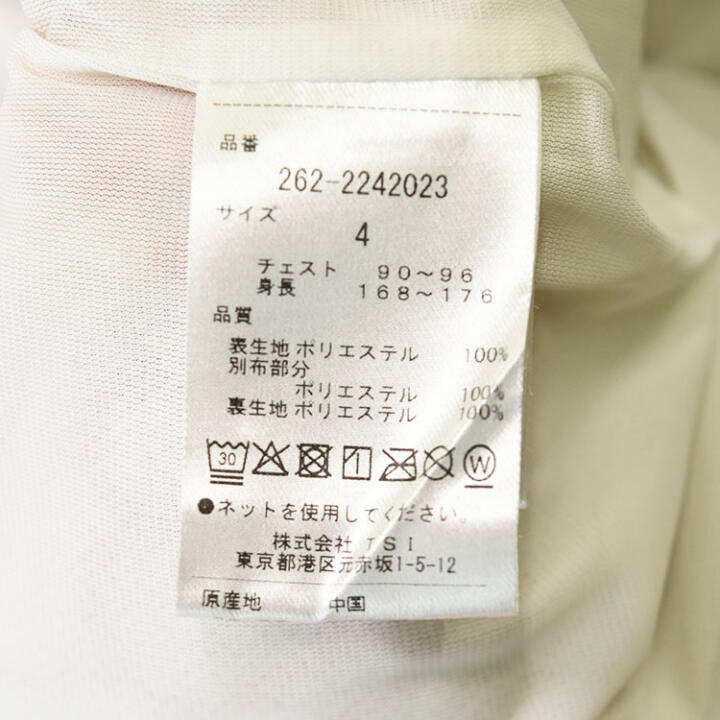 品番
262-2242023
サイズ
4
チェスト 90～96
身長 168～176
品質
表生地 ポリエステル 100%
別布部分
ポリエステル 100%
裏生地 ポリエステル 100%
30 W
●ネットを使用してください。
株式会社TSI
東京都港区元赤坂1-5-12
原産地 中国